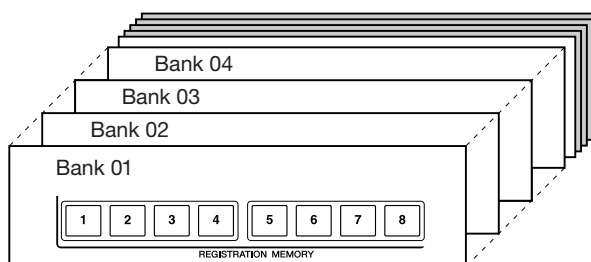 Bank 04
Bank 03
Bank 02
Bank 01
1 2 3 4 5 6 7 8
REGISTRATION MEMORY